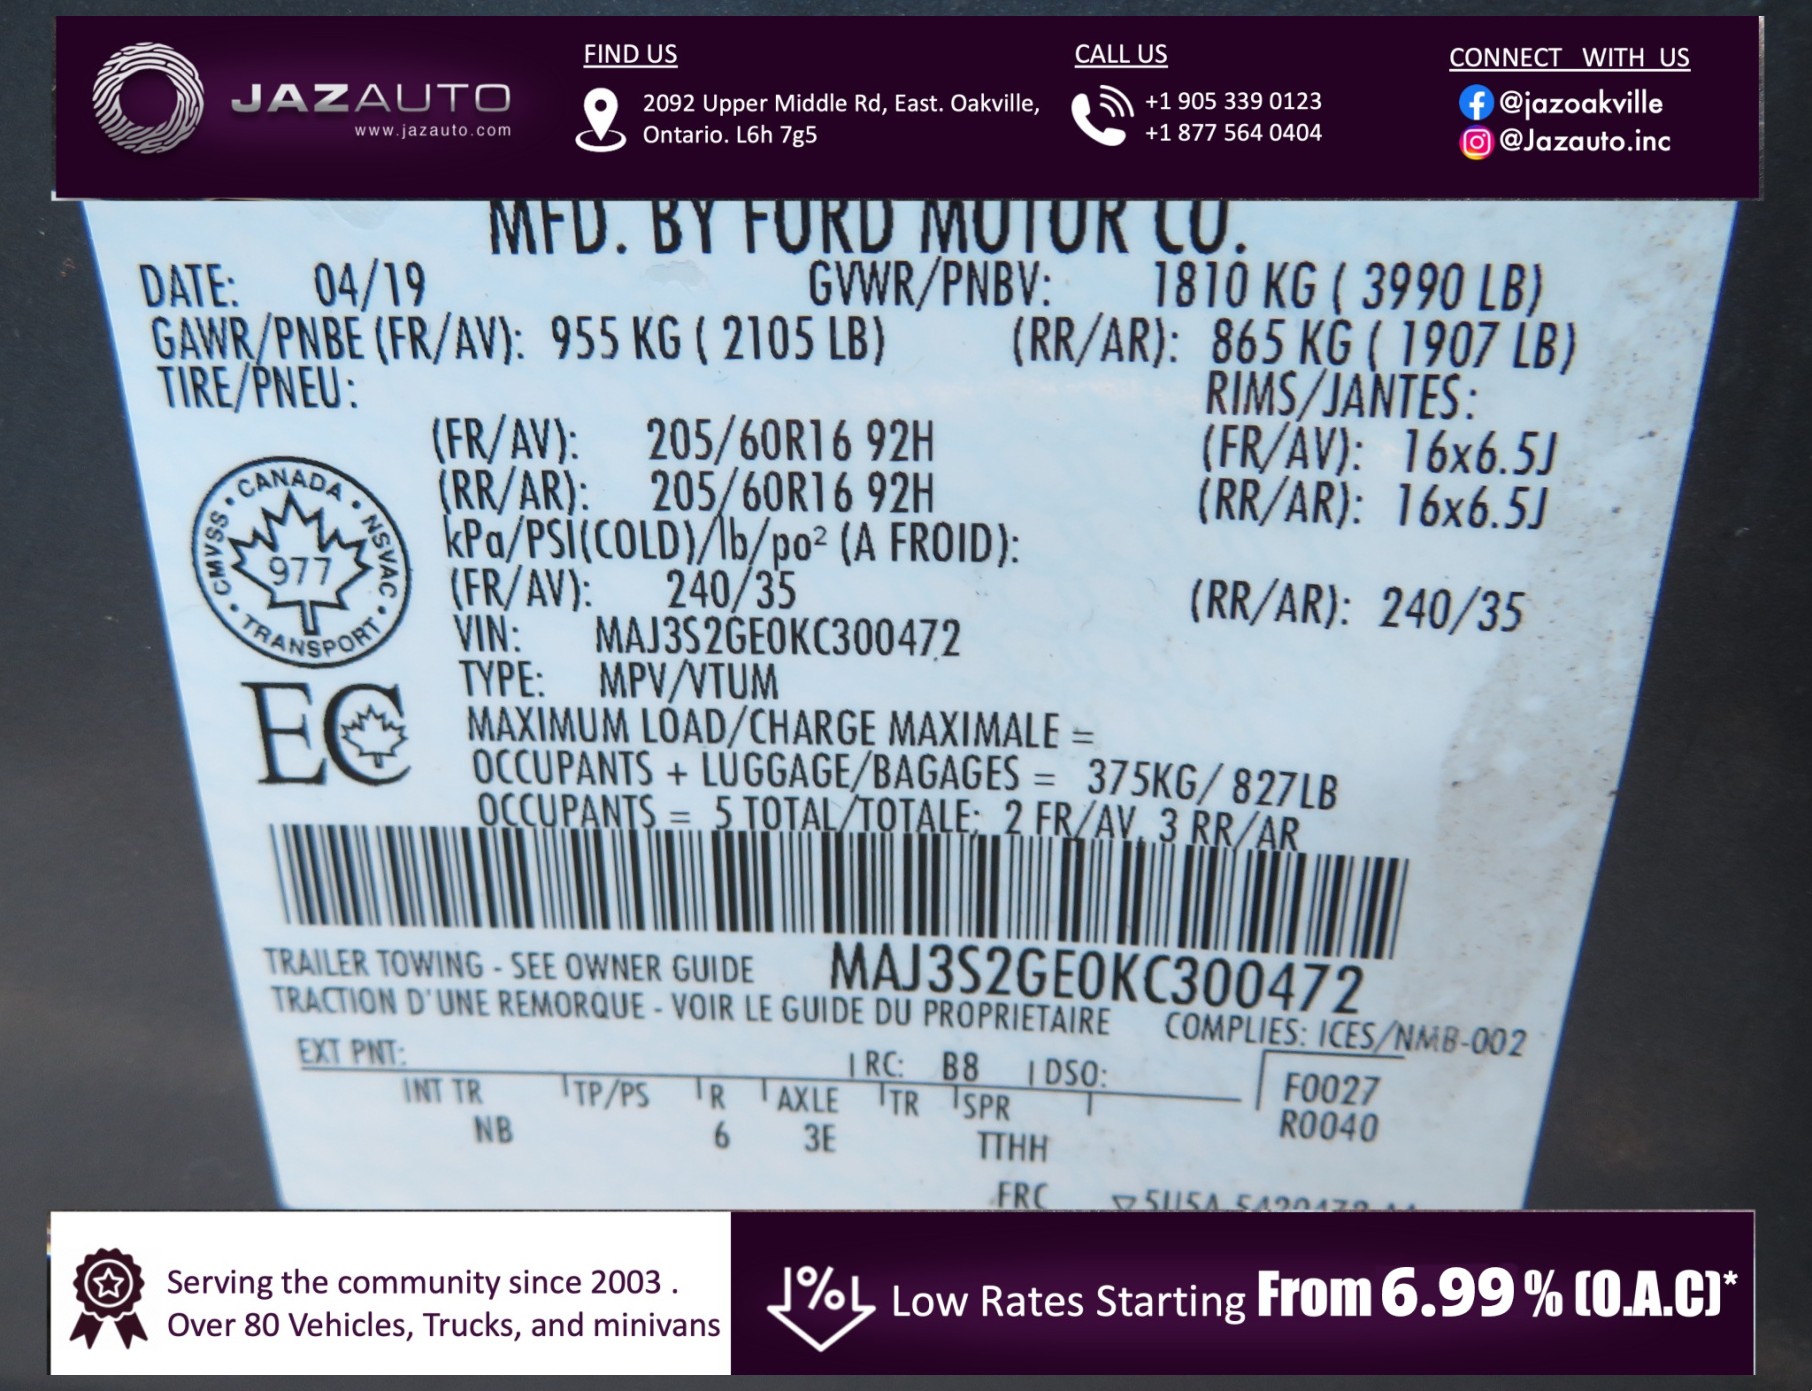 FIND US
CALL US
CONNECT WITH US
JAZAUTO
www.jazauto.com
2092 Upper Middle Rd, East. Oakville,
Ontario. L6h 7g5
+1 905 339 0123
+1 877 564 0404
@jazoakville
@Jazauto.inc
MFD. BY FORD MOTOR CO.
DATE: 04/19 GVWR/PNBV: 1810 KG ( 3990 LB)
GAWR/PNBE (FR/AV): 955 KG ( 2105 LB) (RR/AR): 865 KG ( 1907 LB)
TIRE/PNEU: RIMS/JANTES:
(FR/AV): 205/60R16 92H (FR/AV): 16x6.5J
(RR/AR): 205/60R16 92H (RR/AR): 16x6.5J
kPa/PSI(COLD)/lb/po² (A FROID):
(FR/AV): 240/35 (RR/AR): 240/35
VIN: MAJ3S2GE0KC300472
TYPE: MPV/VTUM
MAXIMUM LOAD/CHARGE MAXIMALE =
OCCUPANTS + LUGGAGE/BAGAGES = 375KG/ 827LB
OCCUPANTS = 5 TOTAL/TOTALE: 2 FR/AV, 3 RR/AR
CANADA
CMVSS
NSVAC
977
TRANSPORT
EC
TRAILER TOWING - SEE OWNER GUIDE MAJ3S2GE0KC300472
TRACTION D'UNE REMORQUE - VOIR LE GUIDE DU PROPRIETAIRE COMPLIES: ICES/NMB-002
EXT PNT: RC: B8 DSO:
F0027
R0040
INT TR TP/PS R AXLE TR SPR
NB 6 3E TTHH
FRC
Serving the community since 2003 .
Over 80 Vehicles, Trucks, and minivans
% Low Rates Starting From 6.99 % (O.A.C)*